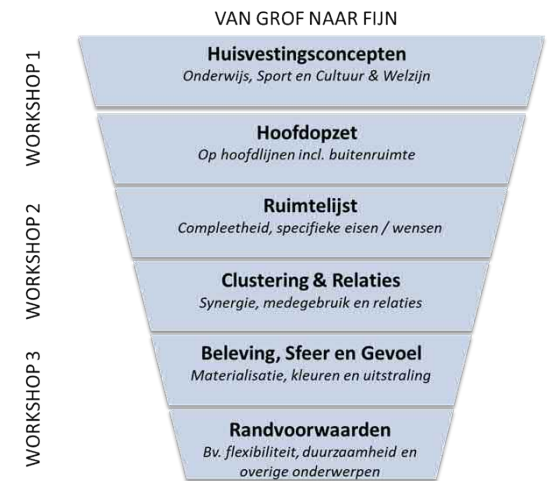 VAN GROF NAAR FIJN
WORKSHOP 1
Huisvestingsconcepten
Onderwijs, Sport en Cultuur & Welzijn
Hoofdopzet
Op hoofdlijnen incl. buitenruimte
WORKSHOP 2
Ruimtelijst
Compleetheid, specifieke eisen / wensen
Clustering & Relaties
Synergie, medegebruik en relaties
WORKSHOP 3
Beleving, Sfeer en Gevoel
Materialisatie, kleuren en uitstraling
Randvoorwaarden
Bv. flexibiliteit, duurzaamheid en
overige onderwerpen